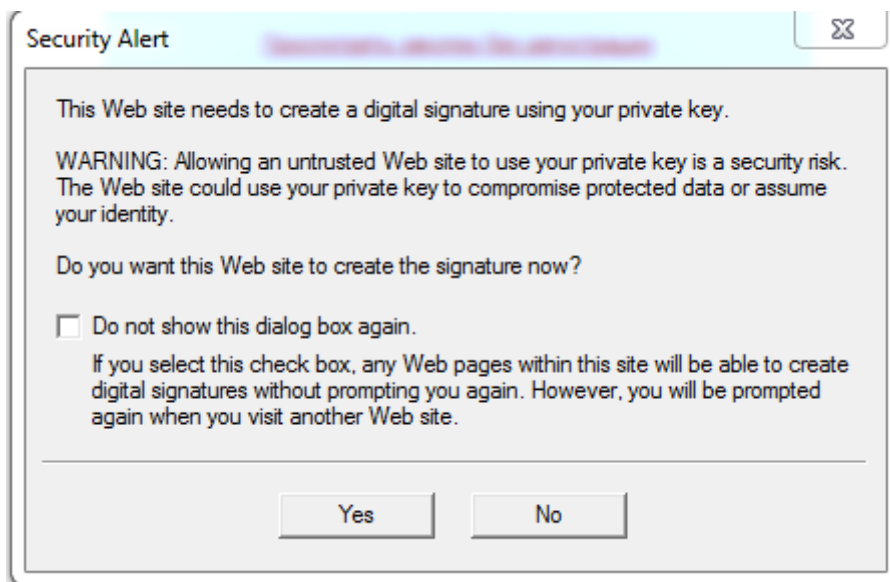 Security Alert
This Web site needs to create a digital signature using your private key.
WARNING: Allowing an untrusted Web site to use your private key is a security risk.
The Web site could use your private key to compromise protected data or assume
your identity.
Do you want this Web site to create the signature now?
Do not show this dialog box again.
If you select this check box, any Web pages within this site will be able to create
digital signatures without prompting you again. However, you will be prompted
again when you visit another Web site.
Yes
No